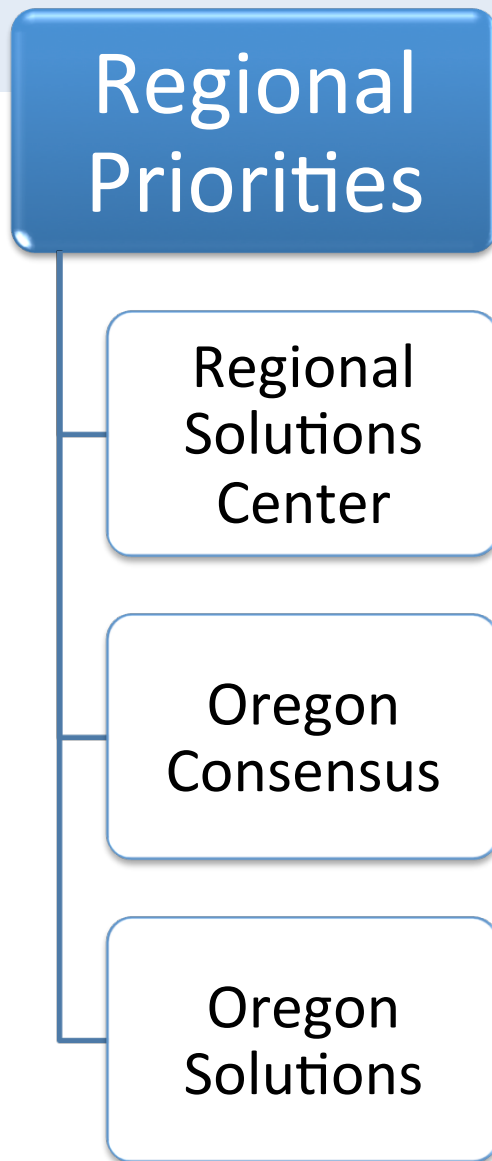 Regional
Priorities
Regional
Solutions
Center
Oregon
Consensus
Oregon
Solutions